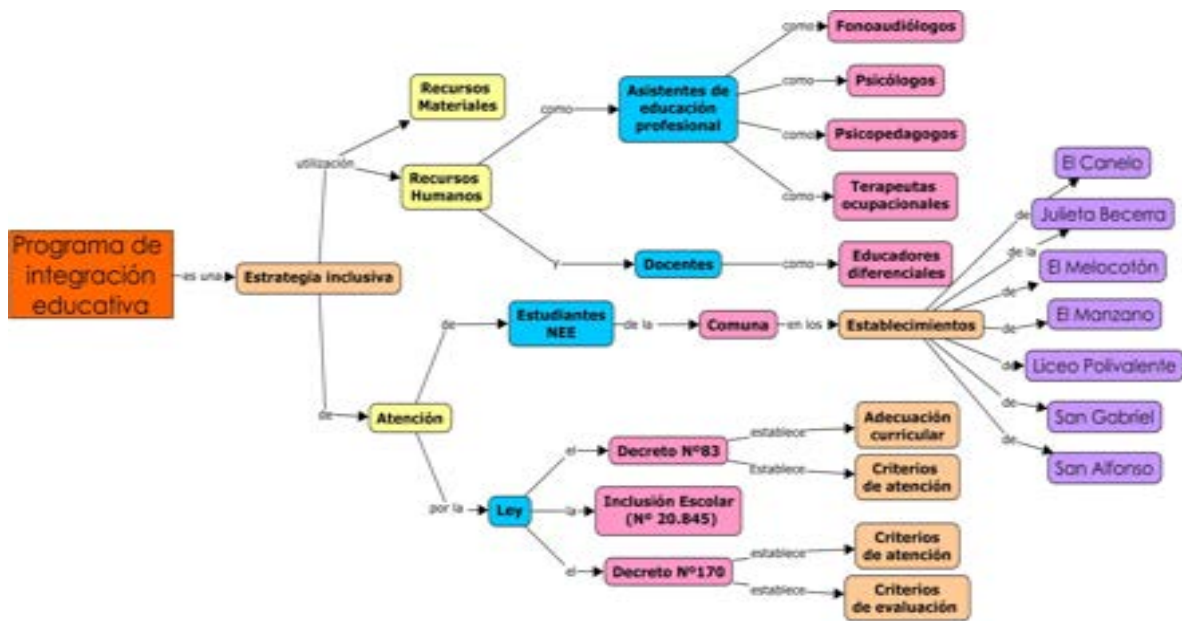 Programa de
integración
educativa
es una
Estrategia inclusiva
utilización
Recursos
Materiales
Recursos
Humanos
como
Asistentes de
educación
profesional
como
Fonoaudiólogos
como
Psicólogos
como
Psicopedagogos
como
Terapeutas
ocupacionales
y
Docentes
como
Educadores
diferenciales
de
Atención
de
Estudiantes
NEE
de la
Comuna
en los
Establecimientos
de
El Canelo
de la
Julieta Becerra
de
El Melocotón
de
El Manzano
de
Liceo Polivalente
de
San Gabriel
de
San Alfonso
por la
Ley
el
Decreto Nº83
establece
Adecuación
curricular
Establece
Criterios
de atención
la
Inclusión Escolar
(Nº 20.845)
el
Decreto Nº170
establece
Criterios
de atención
establece
Criterios
de evaluación